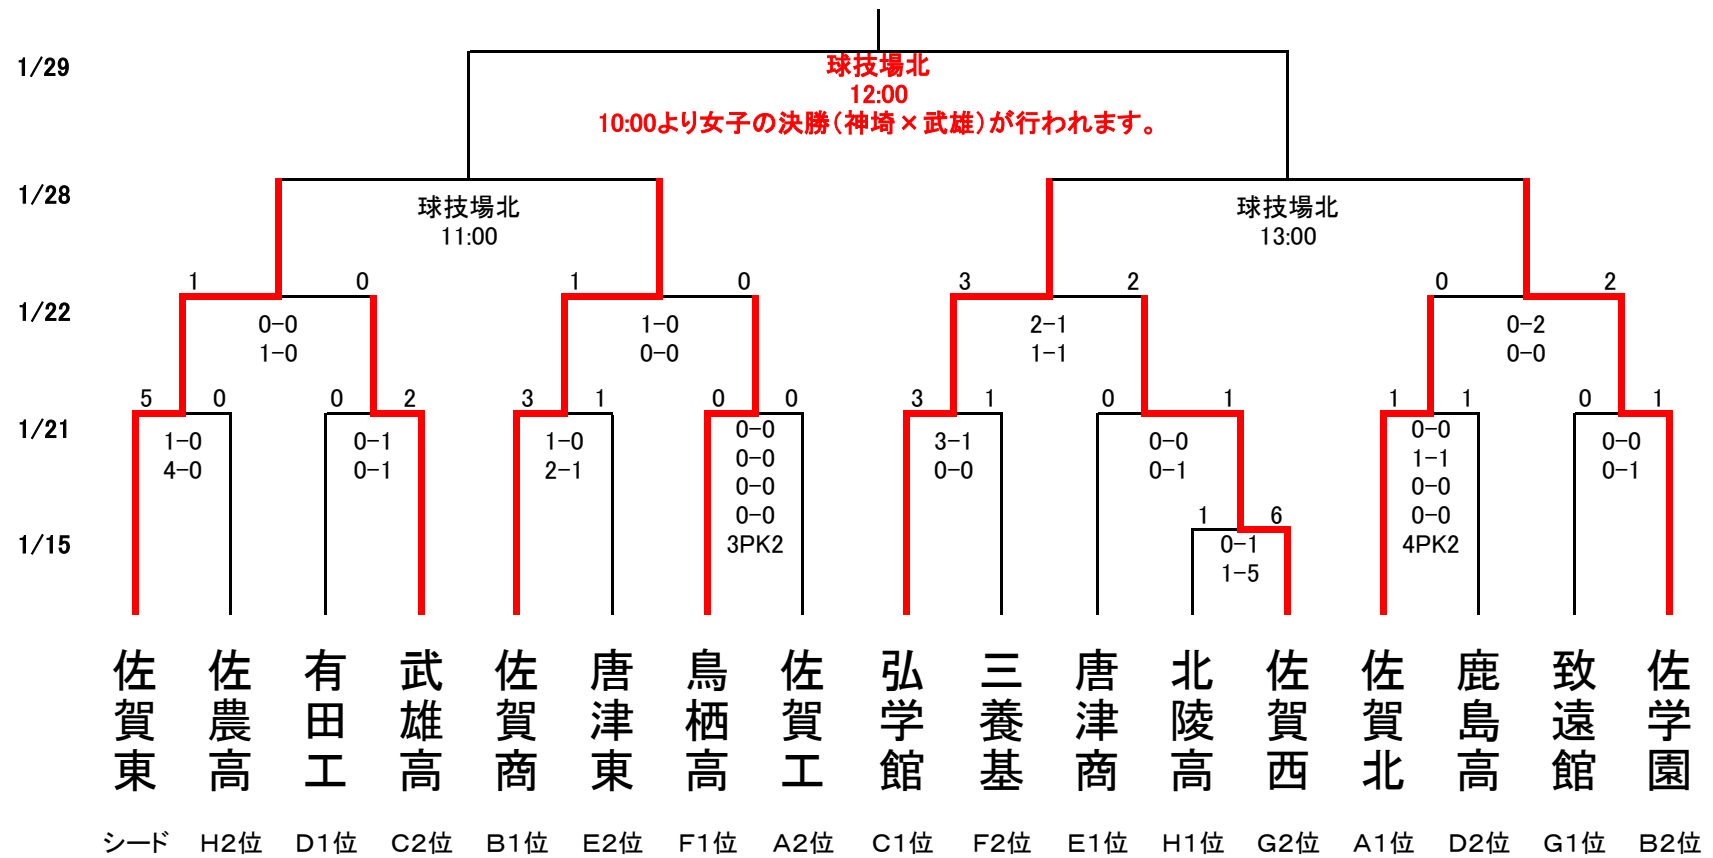 1/29
球技場北
12:00
10:00より女子の決勝（神埼×武雄）が行われます。
1/28
球技場北
11:00
球技場北
13:00
1 0 1 0 3 2 0 2
1/22
0-0 1-0 2-1 0-2
1-0 0-0 1-1 0-0
5 0 0 2 3 1 0 0 3 1 0 1 1 1 0 1
1/21
1-0
4-0
0-1
0-1
1-0
2-1
0-0
0-0
0-0
0-0
3PK2
3-1
0-0
0-0
0-1
0-0
1-1
0-0
0-0
4PK2
0-0
0-1
1/15
1 6
0-1
1-5
佐賀東
佐農高
有田工
武雄高
佐賀商
唐津東
鳥栖高
佐賀工
弘学館
三養基
唐津商
北陵高
佐賀西
佐賀北
鹿島高
致遠館
佐学園
シード H2位 D1位 C2位 B1位 E2位 F1位 A2位 C1位 F2位 E1位 H1位 G2位 A1位 D2位 G1位 B2位